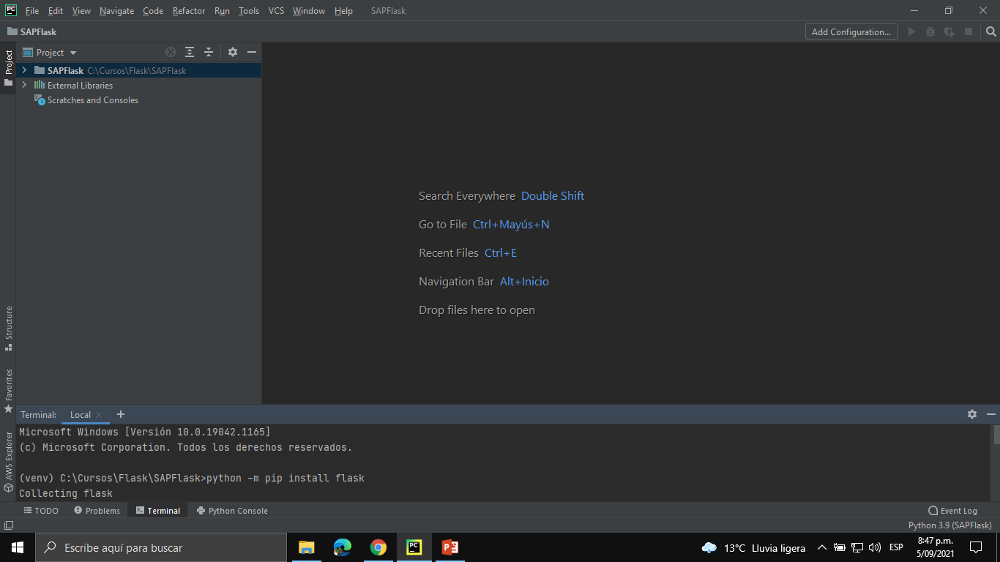 PC File Edit View Navigate Code Refactor Run Tools VCS Window Help SAPFlask
SAPFlask Add Configuration...
Project
Project
SAPFlask C:\Cursos\Flask\SAPFlask
External Libraries
Scratches and Consoles
Search Everywhere Double Shift
Go to File Ctrl+Mayús+N
Recent Files Ctrl+E
Navigation Bar Alt+Inicio
Drop files here to open
Structure
Favorites
AWS Explorer
Terminal: Local
Microsoft Windows [Versión 10.0.19042.1165]
(c) Microsoft Corporation. Todos los derechos reservados.
(venv) C:\Cursos\Flask\SAPFlask>python -m pip install flask
Collecting flask
TODO Problems Terminal Python Console Event Log
Python 3.9 (SAPFlask)
Escribe aquí para buscar
PC
13°C Lluvia ligera
ESP
8:47 p.m.
5/09/2021